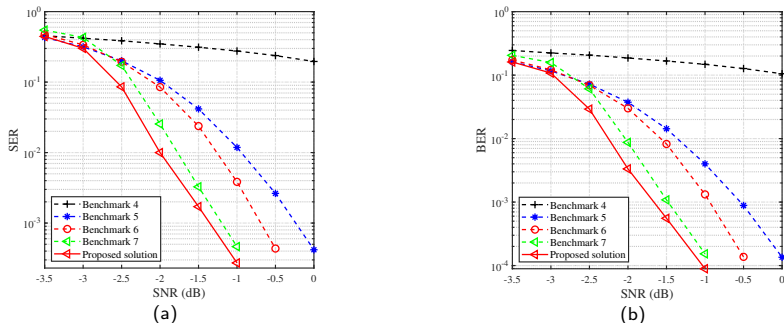 10^0
10^-1
10^-2
10^-3
SER
Benchmark 4
Benchmark 5
Benchmark 6
Benchmark 7
Proposed solution
-3.5 -3 -2.5 -2 -1.5 -1 -0.5 0
SNR (dB)
(a)
10^0
10^-1
10^-2
10^-3
10^-4
BER
Benchmark 4
Benchmark 5
Benchmark 6
Benchmark 7
Proposed solution
-3.5 -3 -2.5 -2 -1.5 -1 -0.5 0
SNR (dB)
(b)